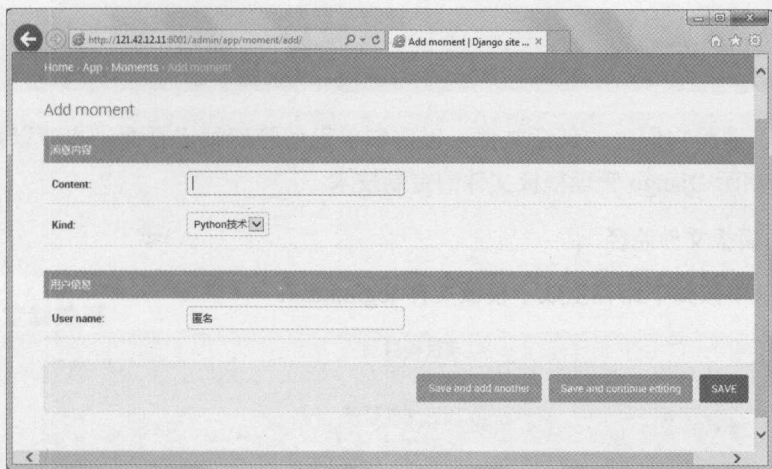 http://121.42.12.11:8001/admin/app/moment/add/
Add moment | Django site ... ×
Home › App › Moments › Add moment
Add moment
消息内容
Content:
Kind: Python技术
用户信息
User name: 匿名
Save and add another Save and continue editing SAVE